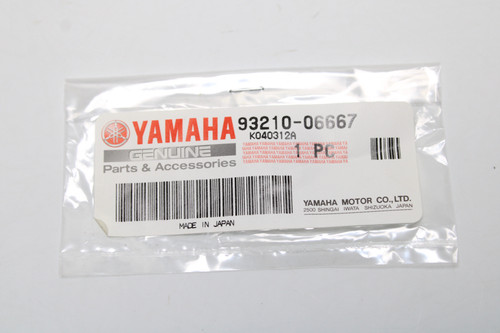 YAMAHA 93210-06667
K040312A
GENUINE
Parts & Accessories
1 PC
MADE IN JAPAN
YAMAHA MOTOR CO., LTD.
2500 SHINGAI IWATA SHIZUOKA JAPAN